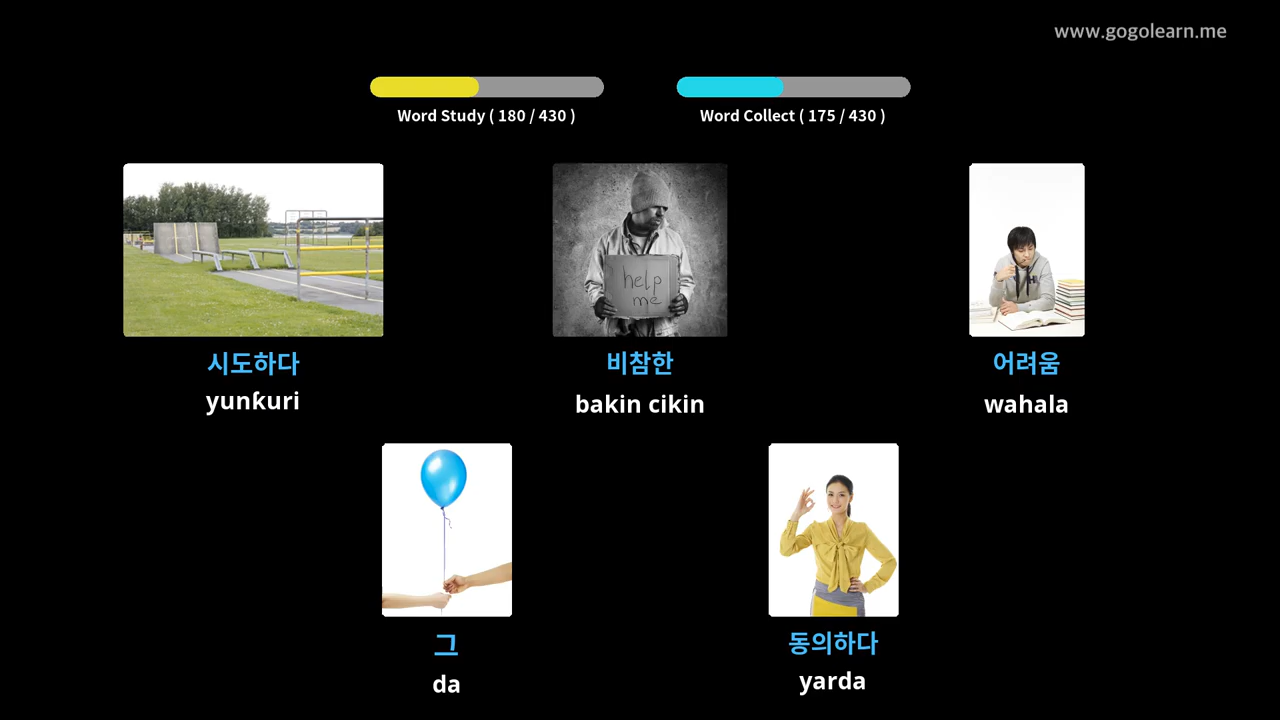 www.gogolearn.me
Word Study ( 180 / 430 )
Word Collect ( 175 / 430 )
help
me
시도하다
비참한
어려움
yunƙuri
bakin cikin
wahala
그
동의하다
da
yarda